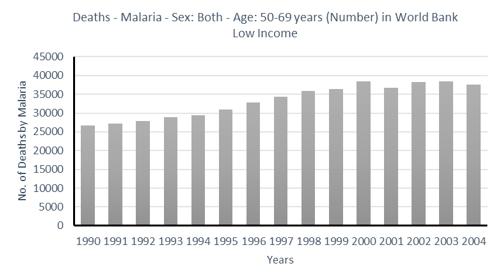 Deaths - Malaria - Sex: Both - Age: 50-69 years (Number) in World Bank
Low Income
No. of Deaths by Malaria
45000
40000
35000
30000
25000
20000
15000
10000
5000
0
1990 1991 1992 1993 1994 1995 1996 1997 1998 1999 2000 2001 2002 2003 2004
Years